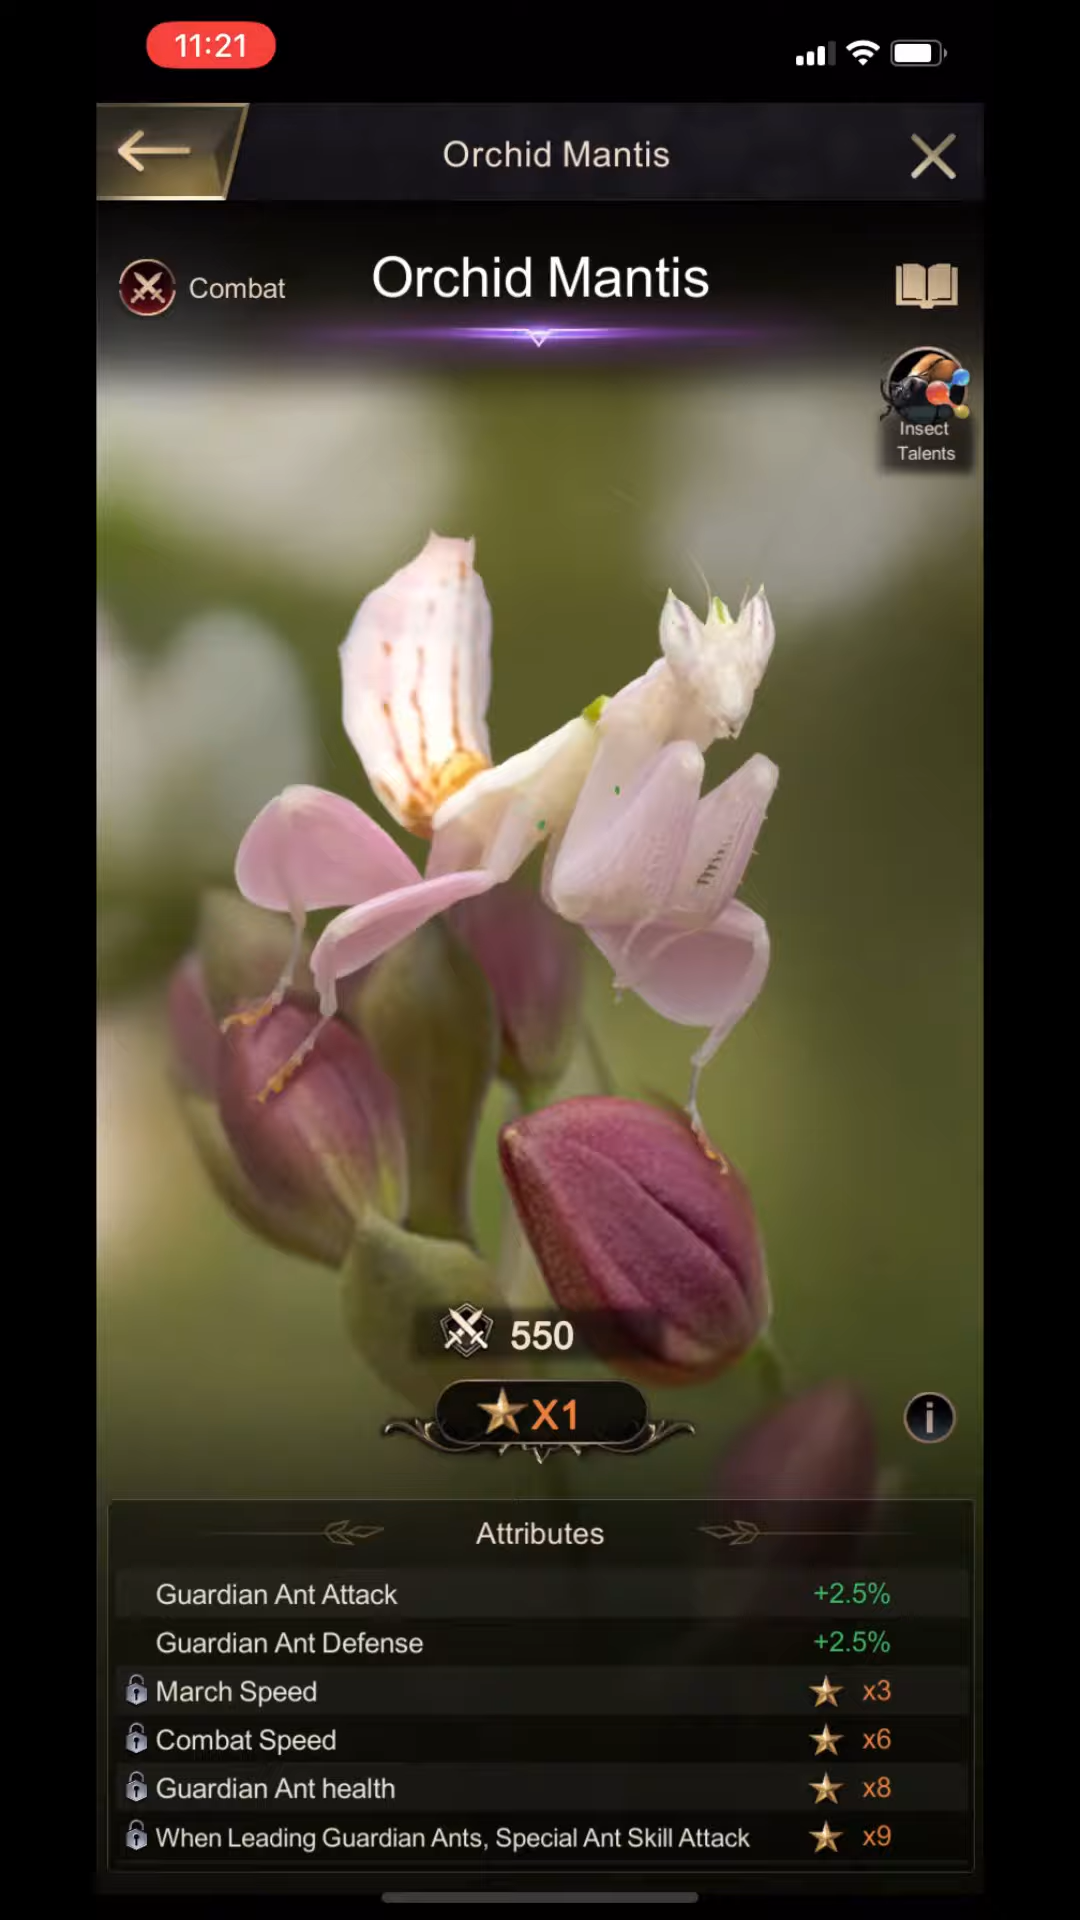 11:21
Orchid Mantis
Combat
Orchid Mantis
Insect
Talents
550
X1
Attributes
Guardian Ant Attack +2.5%
Guardian Ant Defense +2.5%
March Speed x3
Combat Speed x6
Guardian Ant health x8
When Leading Guardian Ants, Special Ant Skill Attack x9